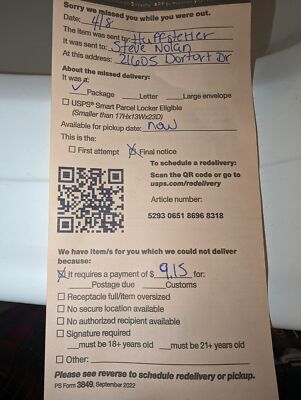 Sorry we missed you while you were out.
Date: 4/8
The item was sent by: Huffstetler
It was sent to: Steve Nolan
At this address: 21605 Dortort Dr
About the missed delivery:
It was a:
✓ Package Letter Large envelope
☐ USPS® Smart Parcel Locker Eligible
(Smaller than 17Hx13Wx23D)
Available for pickup date: now
This is the:
☐ First attempt ☒ Final notice
To schedule a redelivery:
Scan the QR code or go to
usps.com/redelivery
Article number:
5293 0651 8696 8318
We have item/s for you which we could not deliver
because:
☒ It requires a payment of $ 9.15 for:
Postage due Customs
☐ Receptacle full/item oversized
☐ No secure location available
☐ No authorized recipient available
☐ Signature required
must be 18+ years old must be 21+ years old
☐ Other:
Please see reverse to schedule redelivery or pickup.
PS Form 3849, September 2022